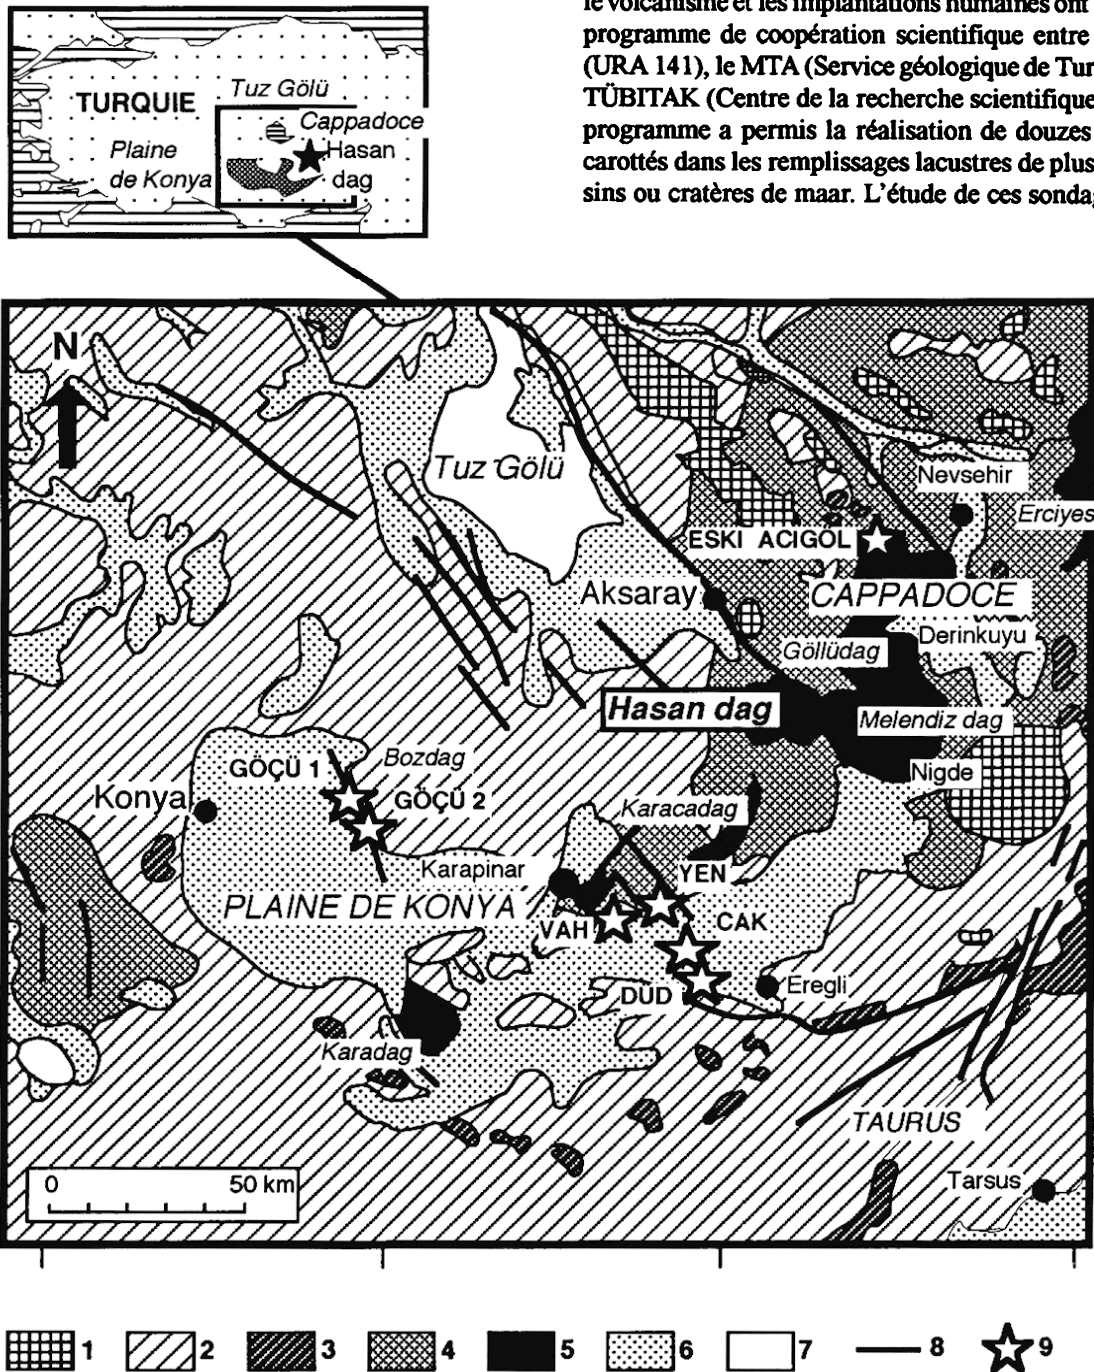 le volcanisme et les implantations humaines ont
programme de coopération scientifique entre
(URA 141), le MTA (Service géologique de Tur
TÜBITAK (Centre de la recherche scientifique
programme a permis la réalisation de douzes
carottés dans les remplissages lacustres de plus
sins ou cratères de maar. L'étude de ces sondag
TURQUIE
Tuz Gölü
Cappadoce
Plaine
de Konya
Hasan
dag
N
Tuz Gölü
Nevsehir
Erciyes
ESKI ACIGÖL
Aksaray
CAPPADOCE
Derinkuyu
Göllüdag
Hasan dag
Melendiz dag
Nigde
Bozdag
GÖÇÜ 1
Konya
GÖÇÜ 2
Karacadag
Karapinar
YEN
PLAINE DE KONYA
VAH
CAK
DUD
Eregli
Karadag
TAURUS
Tarsus
0 50 km
1 2 3 4 5 6 7 8 9